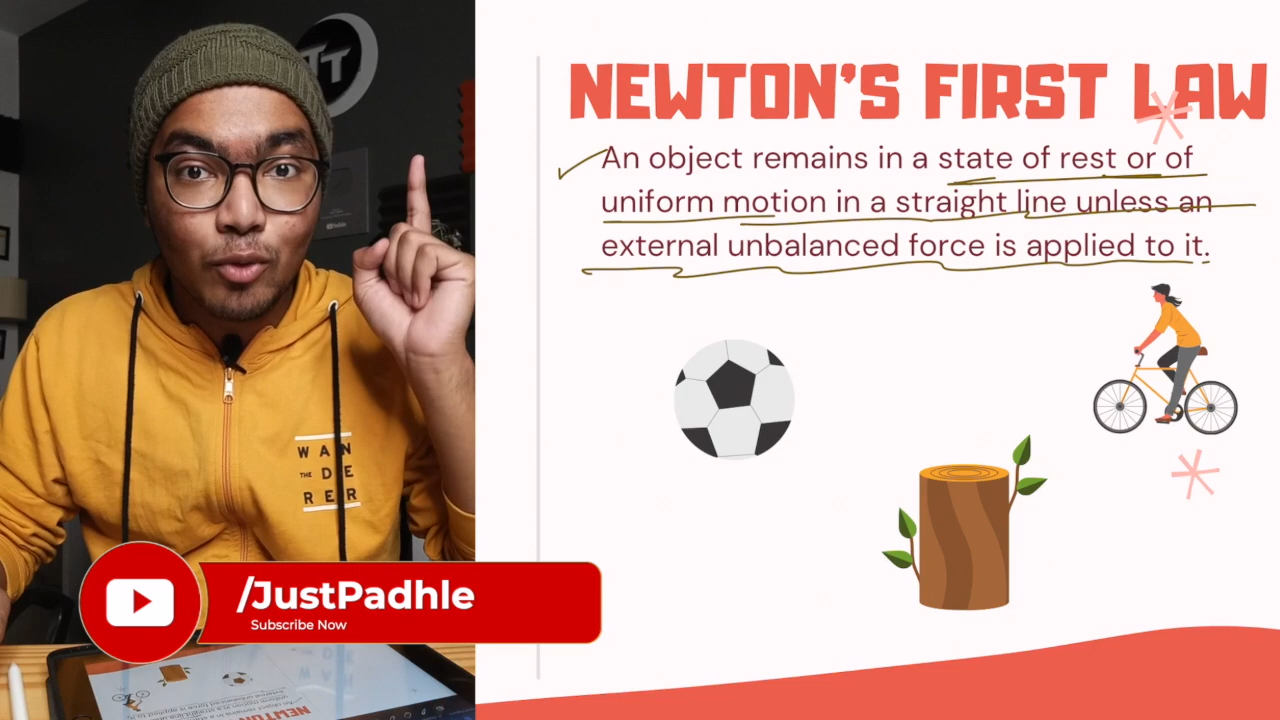 NEWTON'S FIRST LAW
An object remains in a state of rest or of
uniform motion in a straight line unless an
external unbalanced force is applied to it.
WAN
THE DE
RER
/JustPadhle
Subscribe Now